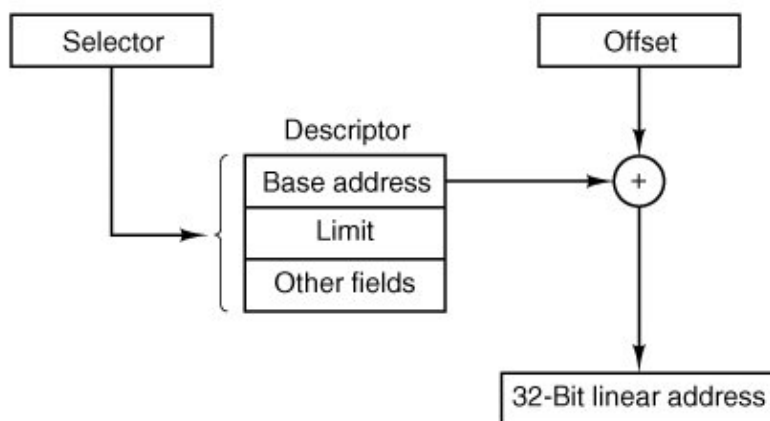 Selector
Offset
Descriptor
Base address
+
Limit
Other fields
32-Bit linear address